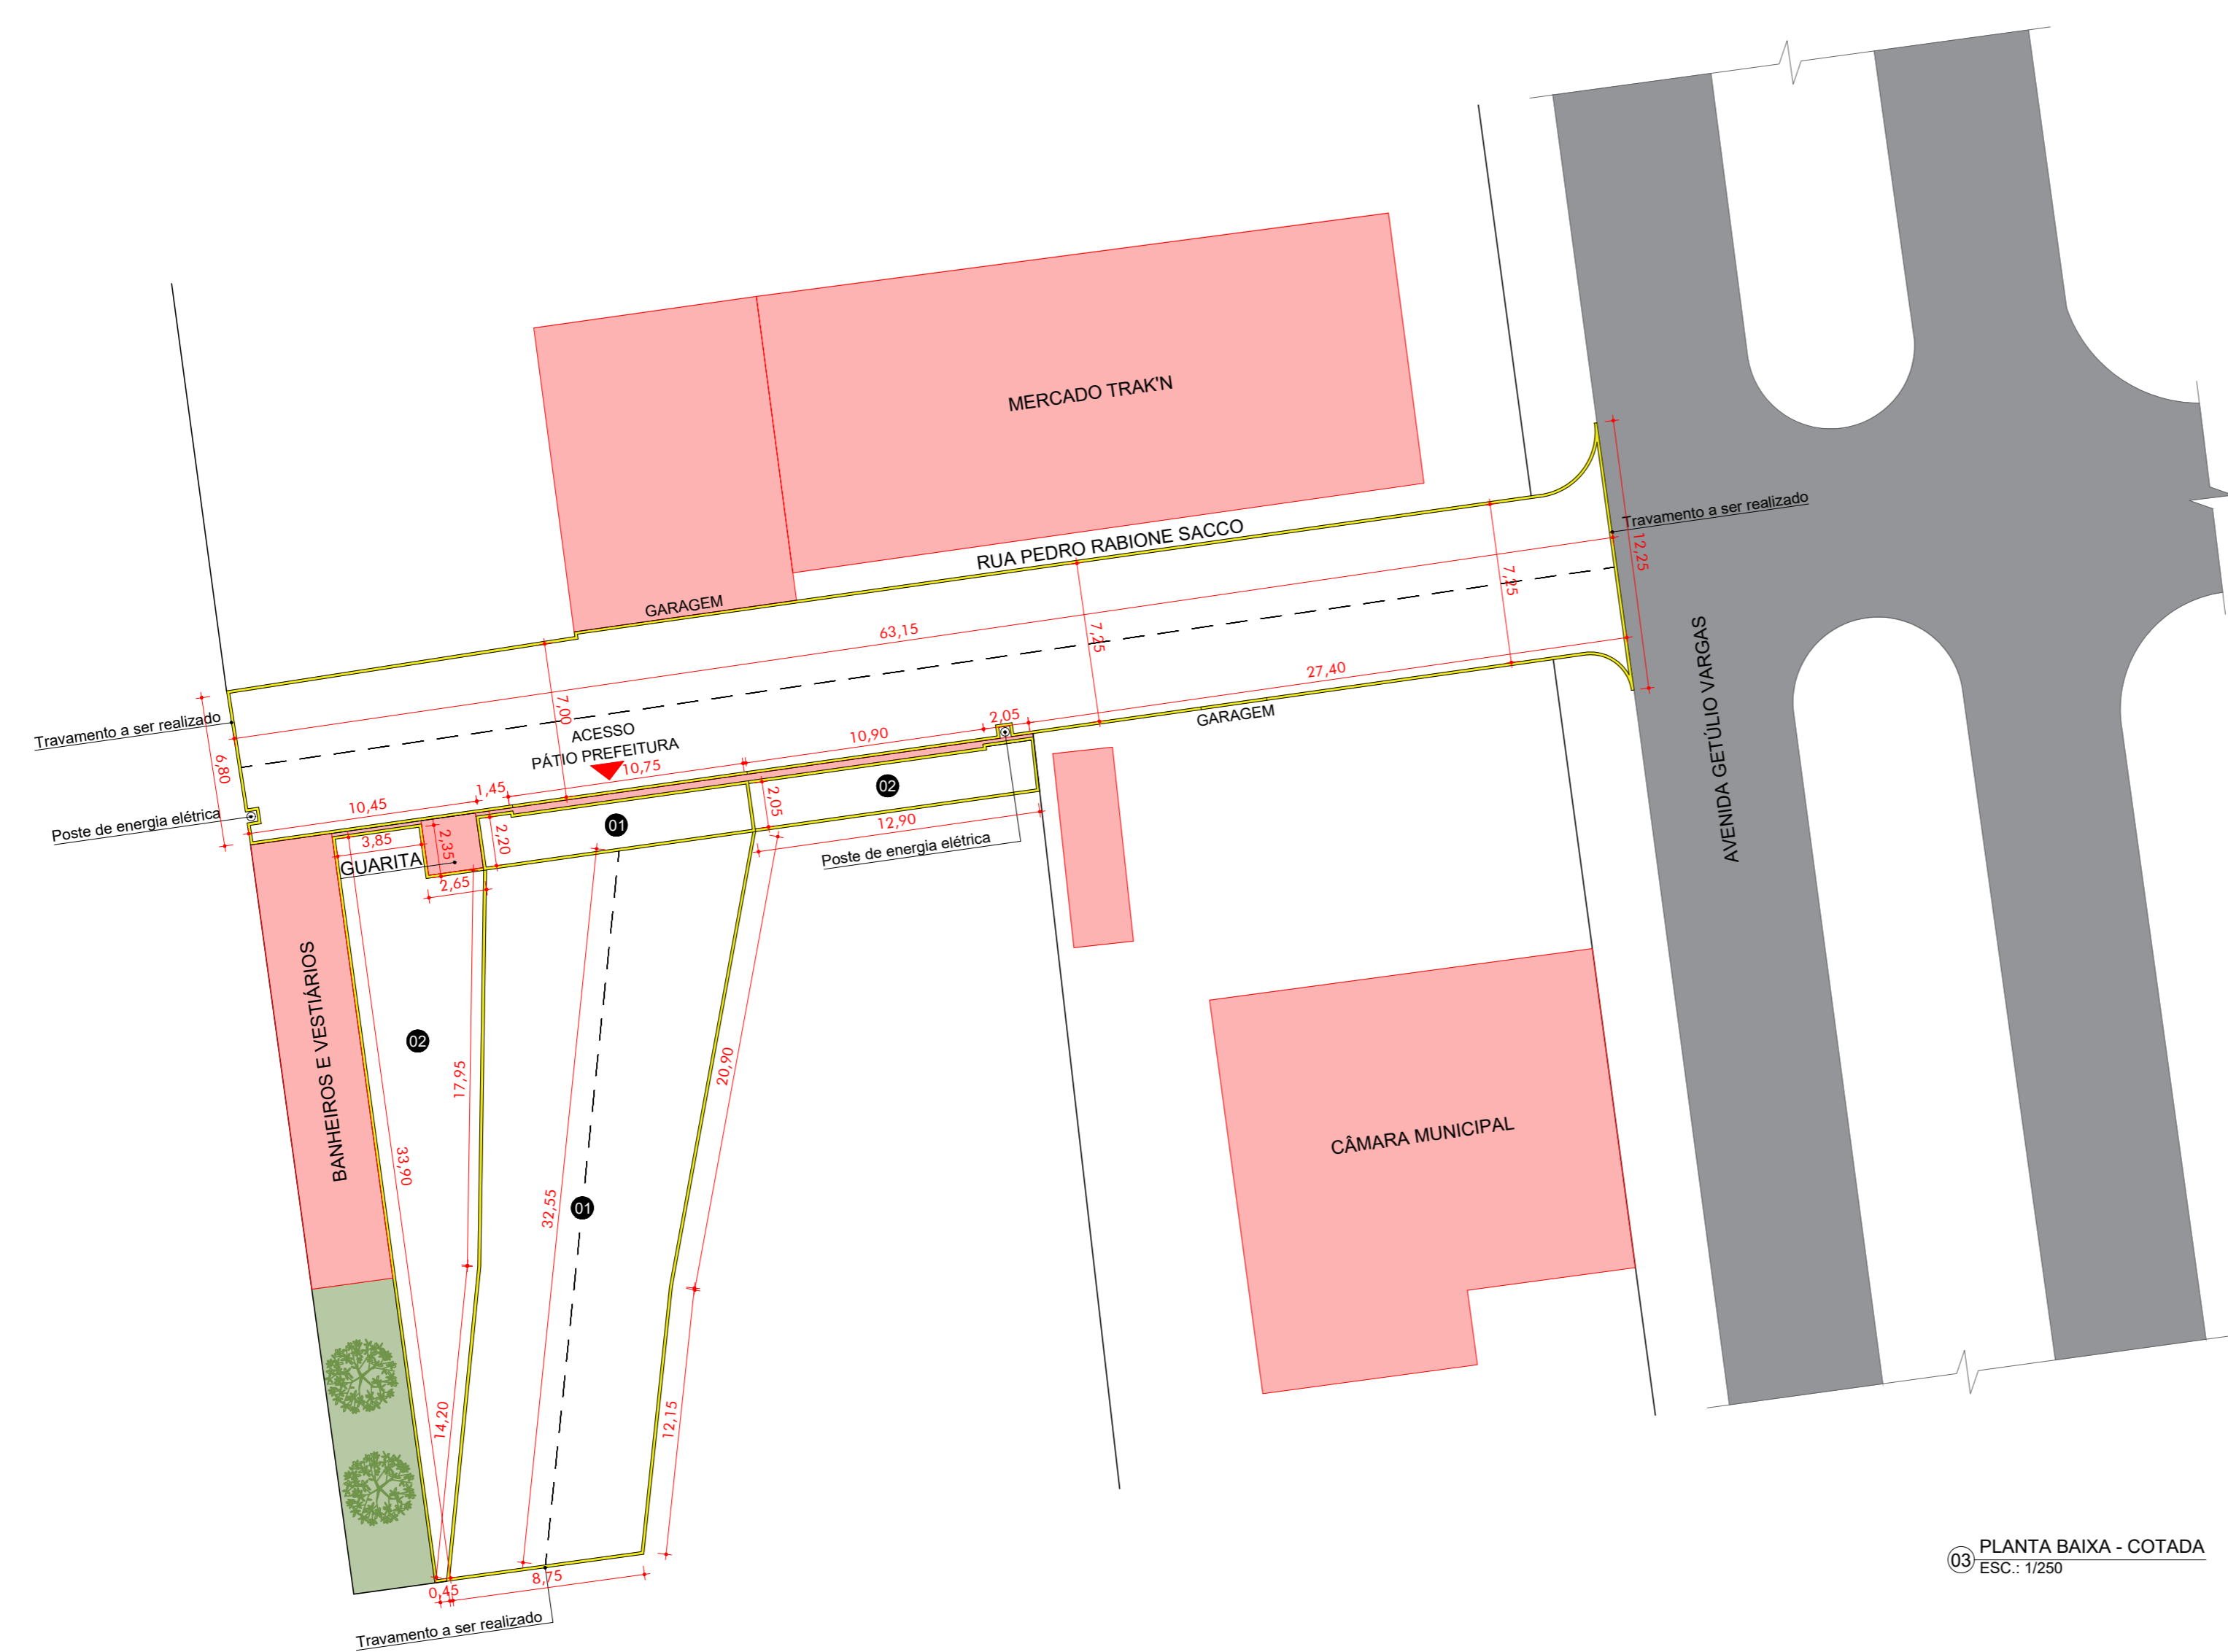 MERCADO TRAK'N
RUA PEDRO RABIONE SACCO
GARAGEM
Travamento a ser realizado
12,25
7,25
7,25
63,15
27,40
7,00
ACESSO
PÁTIO PREFEITURA
10,75
10,90
2,05
GARAGEM
AVENIDA GETÚLIO VARGAS
Travamento a ser realizado
6,80
Poste de energia elétrica
10,45
1,45
3,85
2,35
2,20
GUARITA
2,65
01
02
2,05
12,90
Poste de energia elétrica
BANHEIROS E VESTIÁRIOS
02
17,95
33,90
20,90
32,55
01
14,20
12,15
0,45
8,75
Travamento a ser realizado
CÂMARA MUNICIPAL
03 PLANTA BAIXA - COTADA
ESC.: 1/250